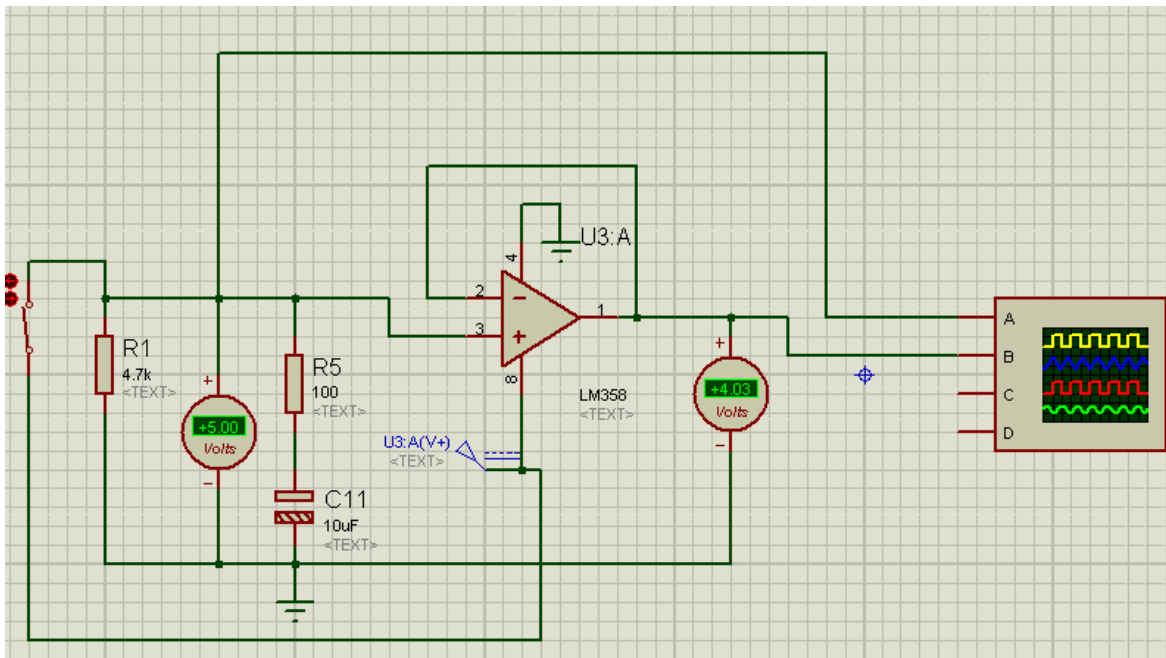 U3:A
4
2
3
1
8
LM358
<TEXT>
R1
4.7k
<TEXT>
+5.00
Volts
R5
100
<TEXT>
C11
10uF
<TEXT>
U3:A(V+)
<TEXT>
+4.03
Volts
A
B
C
D